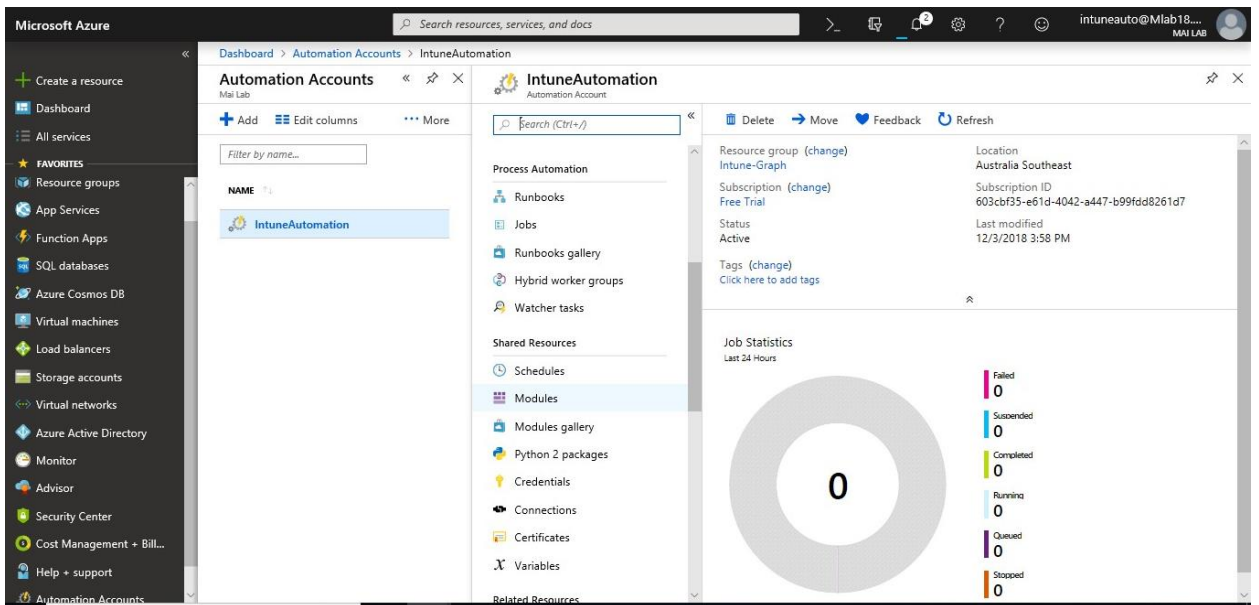 Microsoft Azure
Search resources, services, and docs
>_
2
?
intuneauto@Mlab18....
MAI LAB
«
Create a resource
Dashboard
All services
FAVORITES
Resource groups
App Services
Function Apps
SQL databases
Azure Cosmos DB
Virtual machines
Load balancers
Storage accounts
Virtual networks
Azure Active Directory
Monitor
Advisor
Security Center
Cost Management + Bill...
Help + support
Automation Accounts
Dashboard > Automation Accounts > IntuneAutomation
Automation Accounts
Mai Lab
Add
Edit columns
••• More
Filter by name...
NAME
IntuneAutomation
IntuneAutomation
Automation Account
Search (Ctrl+/)
Process Automation
Runbooks
Jobs
Runbooks gallery
Hybrid worker groups
Watcher tasks
Shared Resources
Schedules
Modules
Modules gallery
Python 2 packages
Credentials
Connections
Certificates
Variables
Related Resources
Delete
Move
Feedback
Refresh
Resource group (change)
Intune-Graph
Subscription (change)
Free Trial
Status
Active
Tags (change)
Click here to add tags
Location
Australia Southeast
Subscription ID
603cbf35-e61d-4042-a447-b99fdd8261d7
Last modified
12/3/2018 3:58 PM
Job Statistics
Last 24 Hours
0
Failed
0
Suspended
0
Completed
0
Running
0
Queued
0
Stopped
0